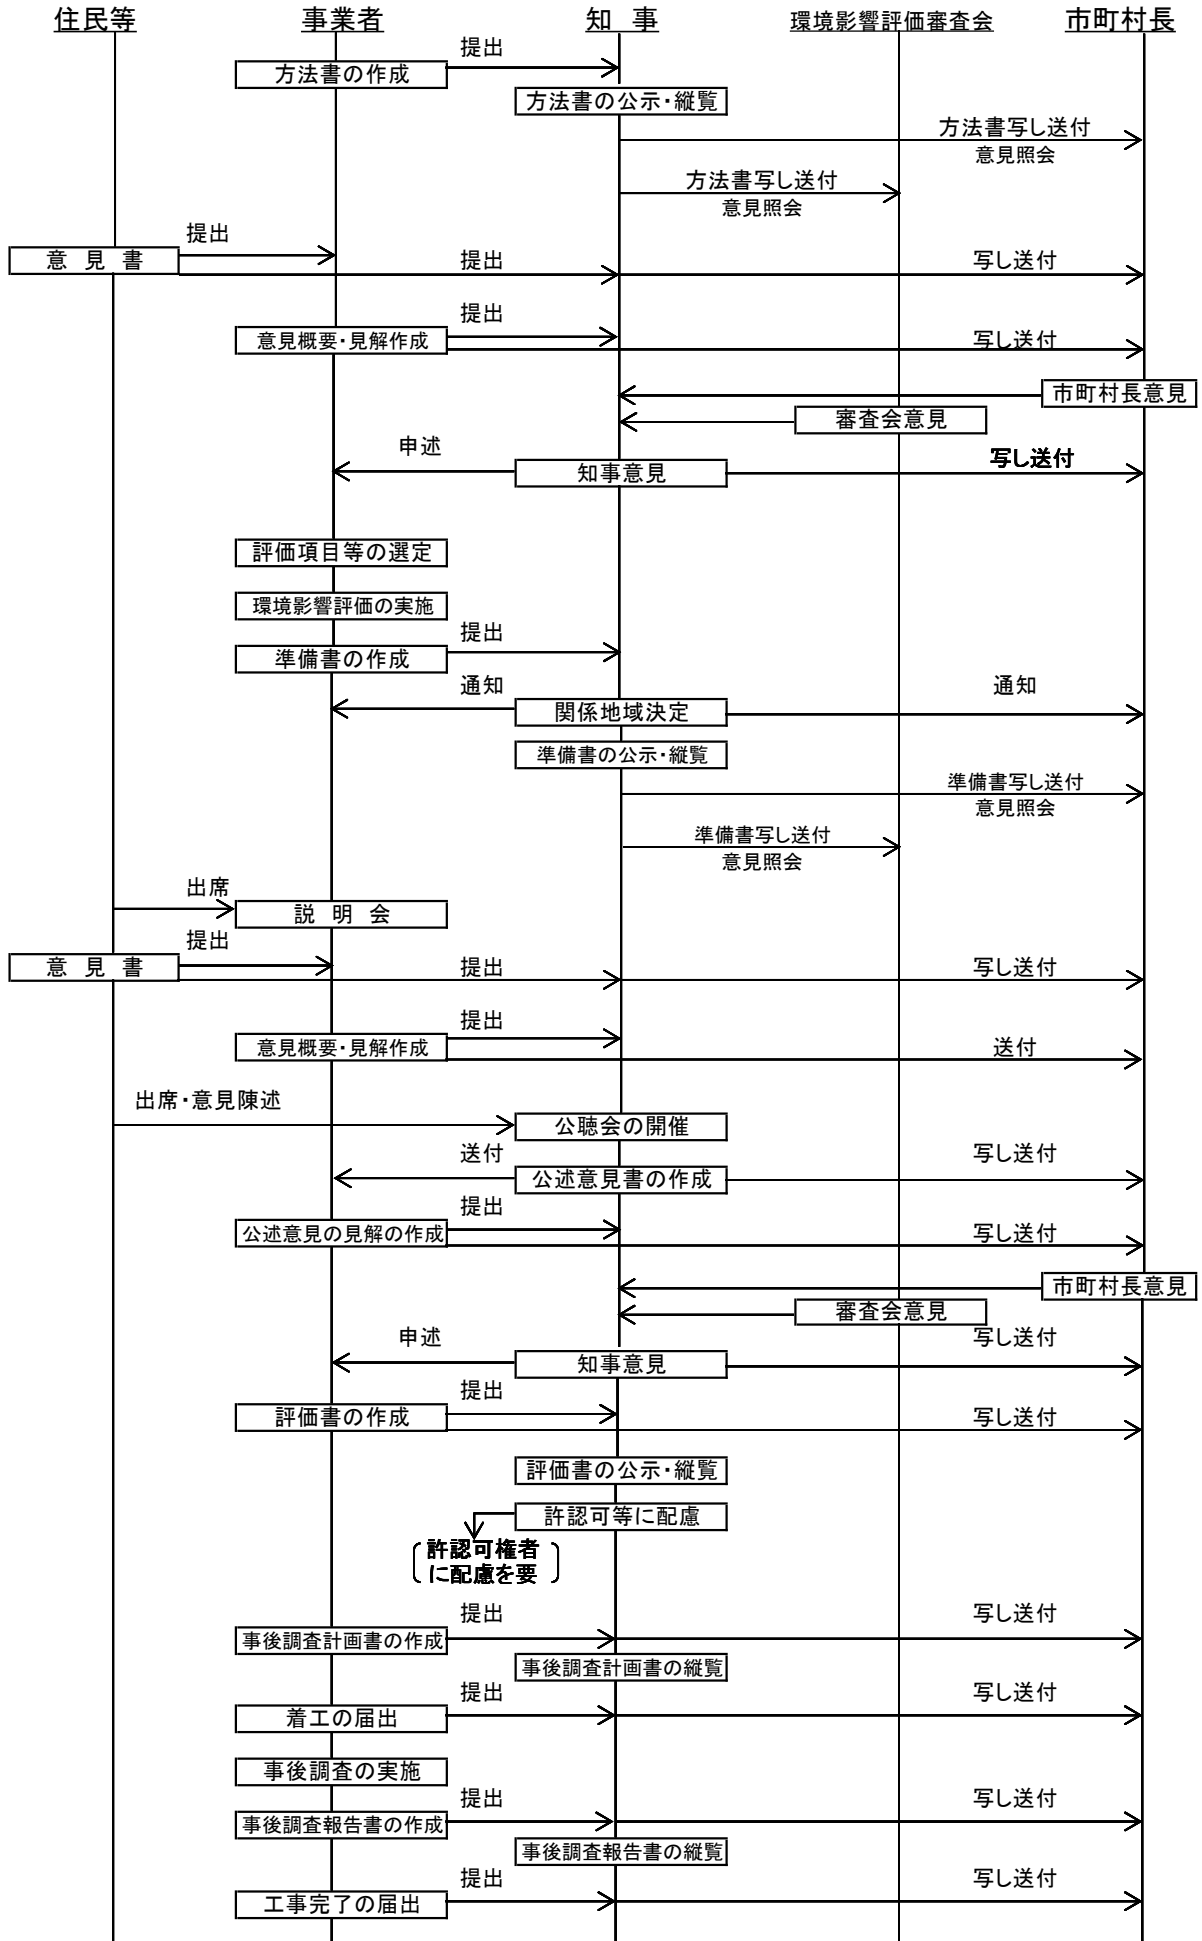 住民等
事業者
知　事
環境影響評価審査会
市町村長
提出
方法書の作成
方法書の公示・縦覧
方法書写し送付
意見照会
方法書写し送付
意見照会
提出
意　見　書
提出
写し送付
提出
意見概要・見解作成
写し送付
市町村長意見
審査会意見
申述
写し送付
知事意見
評価項目等の選定
環境影響評価の実施
提出
準備書の作成
通知
通知
関係地域決定
準備書の公示・縦覧
準備書写し送付
意見照会
準備書写し送付
意見照会
出席
説　明　会
提出
意　見　書
提出
写し送付
提出
意見概要・見解作成
送付
出席・意見陳述
公聴会の開催
送付
写し送付
公述意見書の作成
提出
公述意見の見解の作成
写し送付
市町村長意見
審査会意見
申述
写し送付
知事意見
提出
評価書の作成
写し送付
評価書の公示・縦覧
許認可等に配慮
許認可権者
に配慮を要
提出
写し送付
事後調査計画書の作成
事後調査計画書の縦覧
提出
写し送付
着工の届出
事後調査の実施
提出
写し送付
事後調査報告書の作成
事後調査報告書の縦覧
提出
写し送付
工事完了の届出